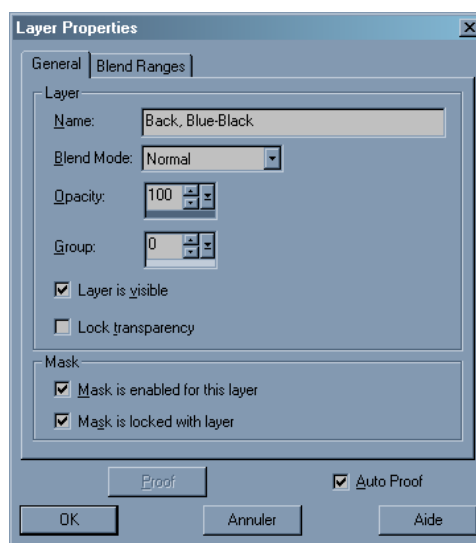 Layer Properties
General Blend Ranges
Layer
Name: Back, Blue-Black
Blend Mode: Normal
Opacity: 100
Group: 0
Layer is visible
Lock transparency
Mask
Mask is enabled for this layer
Mask is locked with layer
Proof Auto Proof
OK Annuler Aide